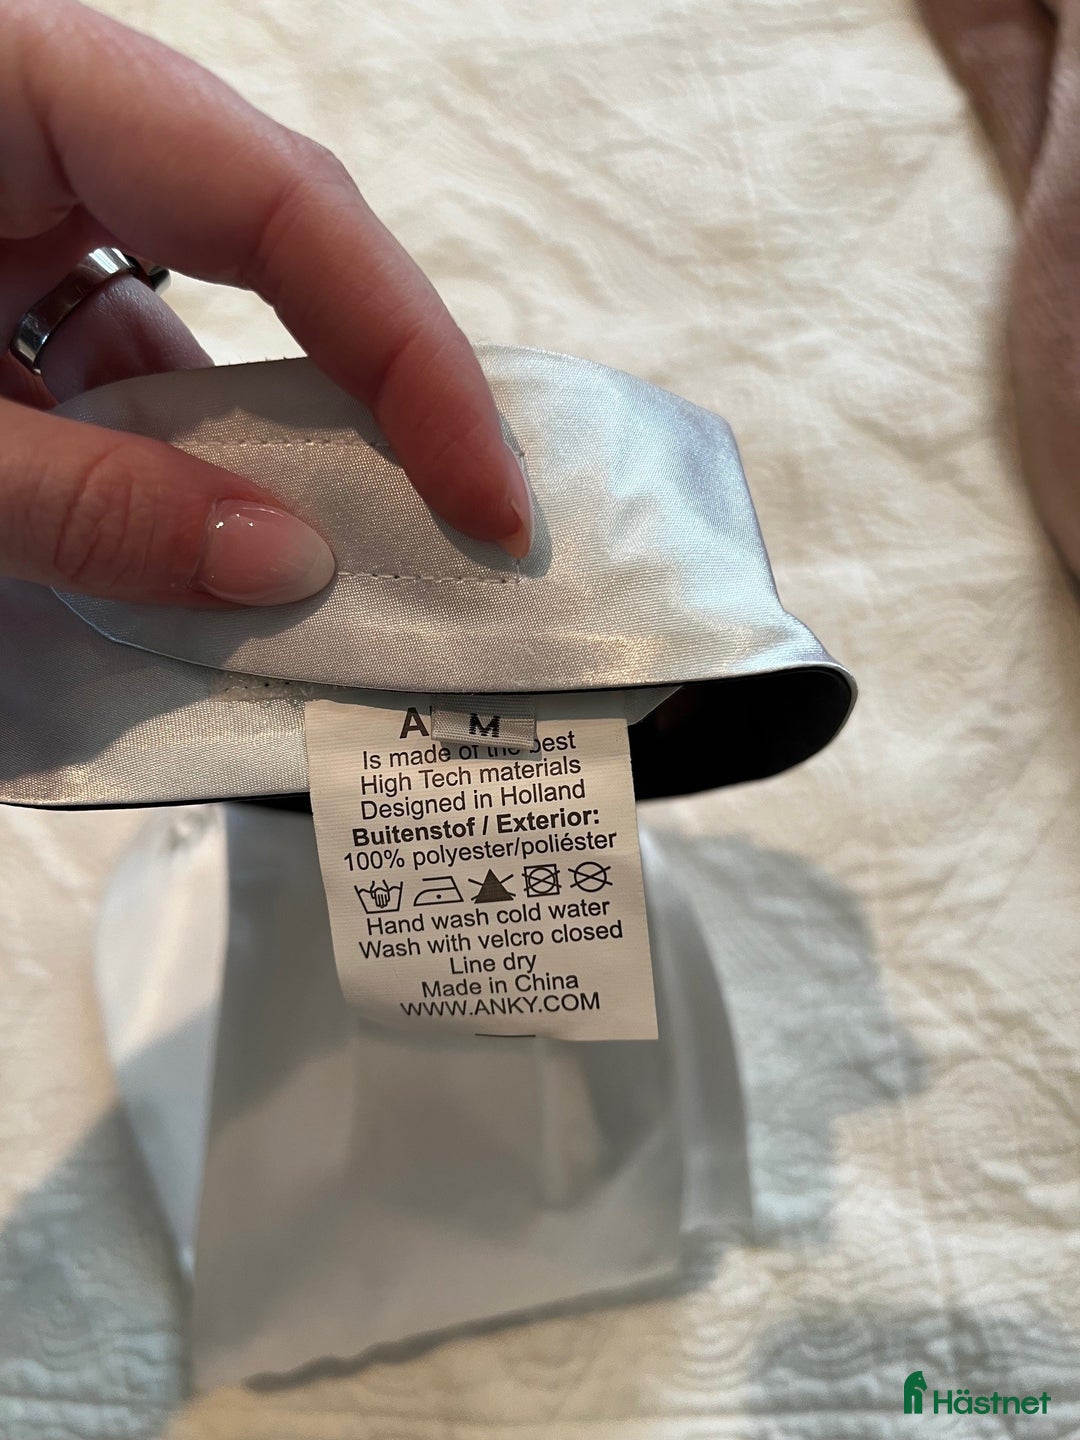 A
M
Is made of the best
High Tech materials
Designed in Holland
Buitenstof / Exterior:
100% polyester/poliéster
Hand wash cold water
Wash with velcro closed
Line dry
Made in China
WWW.ANKY.COM
Hästnet